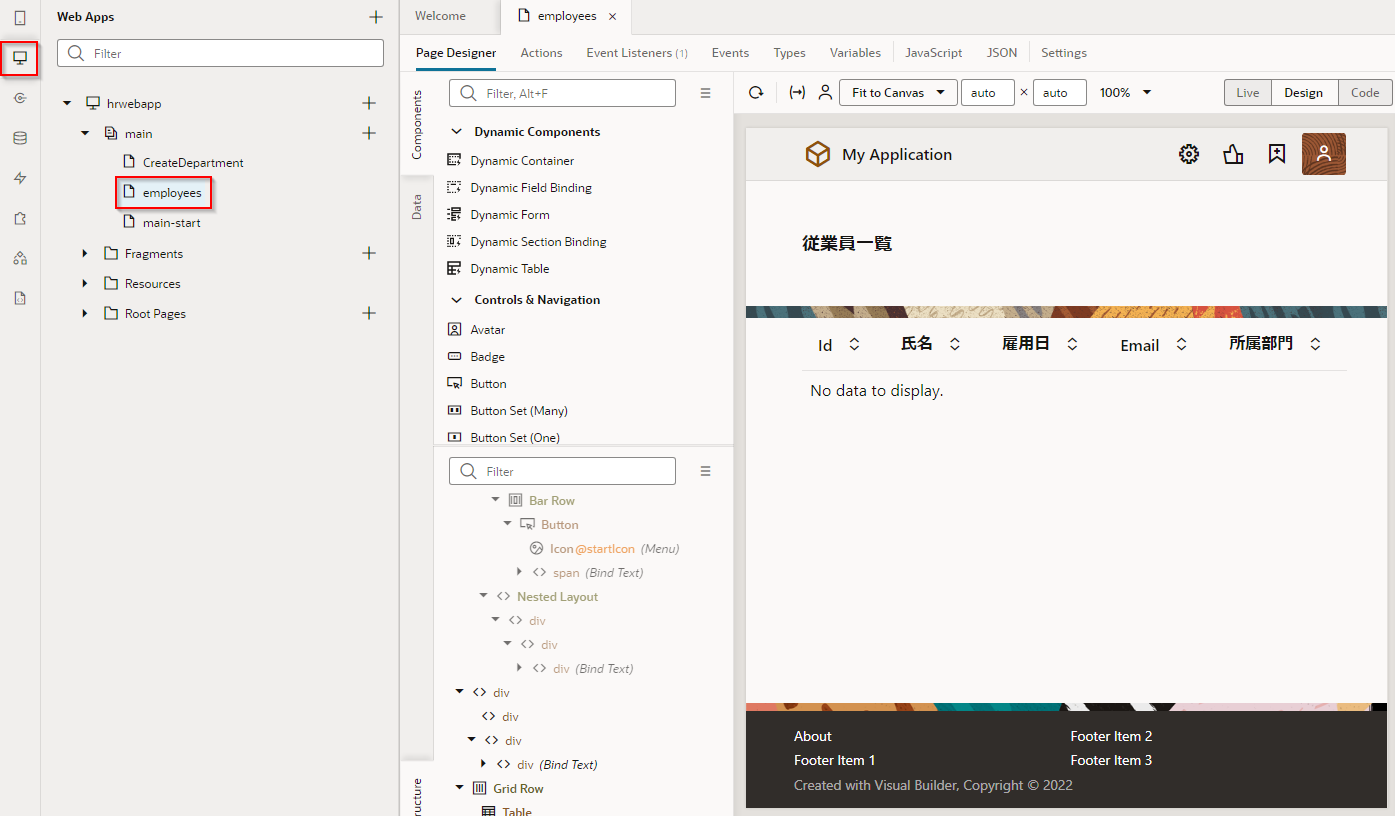 Web Apps
Filter
hrwebapp
main
CreateDepartment
employees
main-start
Fragments
Resources
Root Pages
Welcome
employees
Page Designer
Actions
Event Listeners (1)
Events
Types
Variables
JavaScript
JSON
Settings
Components
Data
Filter, Alt+F
Dynamic Components
Dynamic Container
Dynamic Field Binding
Dynamic Form
Dynamic Section Binding
Dynamic Table
Controls & Navigation
Avatar
Badge
Button
Button Set (Many)
Button Set (One)
Filter
Bar Row
Button
Icon@startIcon (Menu)
span (Bind Text)
Nested Layout
div
div
div (Bind Text)
div
div
div
div (Bind Text)
Grid Row
Table
Fit to Canvas
auto × auto
100%
Live
Design
Code
My Application
従業員一覧
Id 氏名 雇用日 Email 所属部門
No data to display.
About Footer Item 2
Footer Item 1 Footer Item 3
Created with Visual Builder, Copyright © 2022